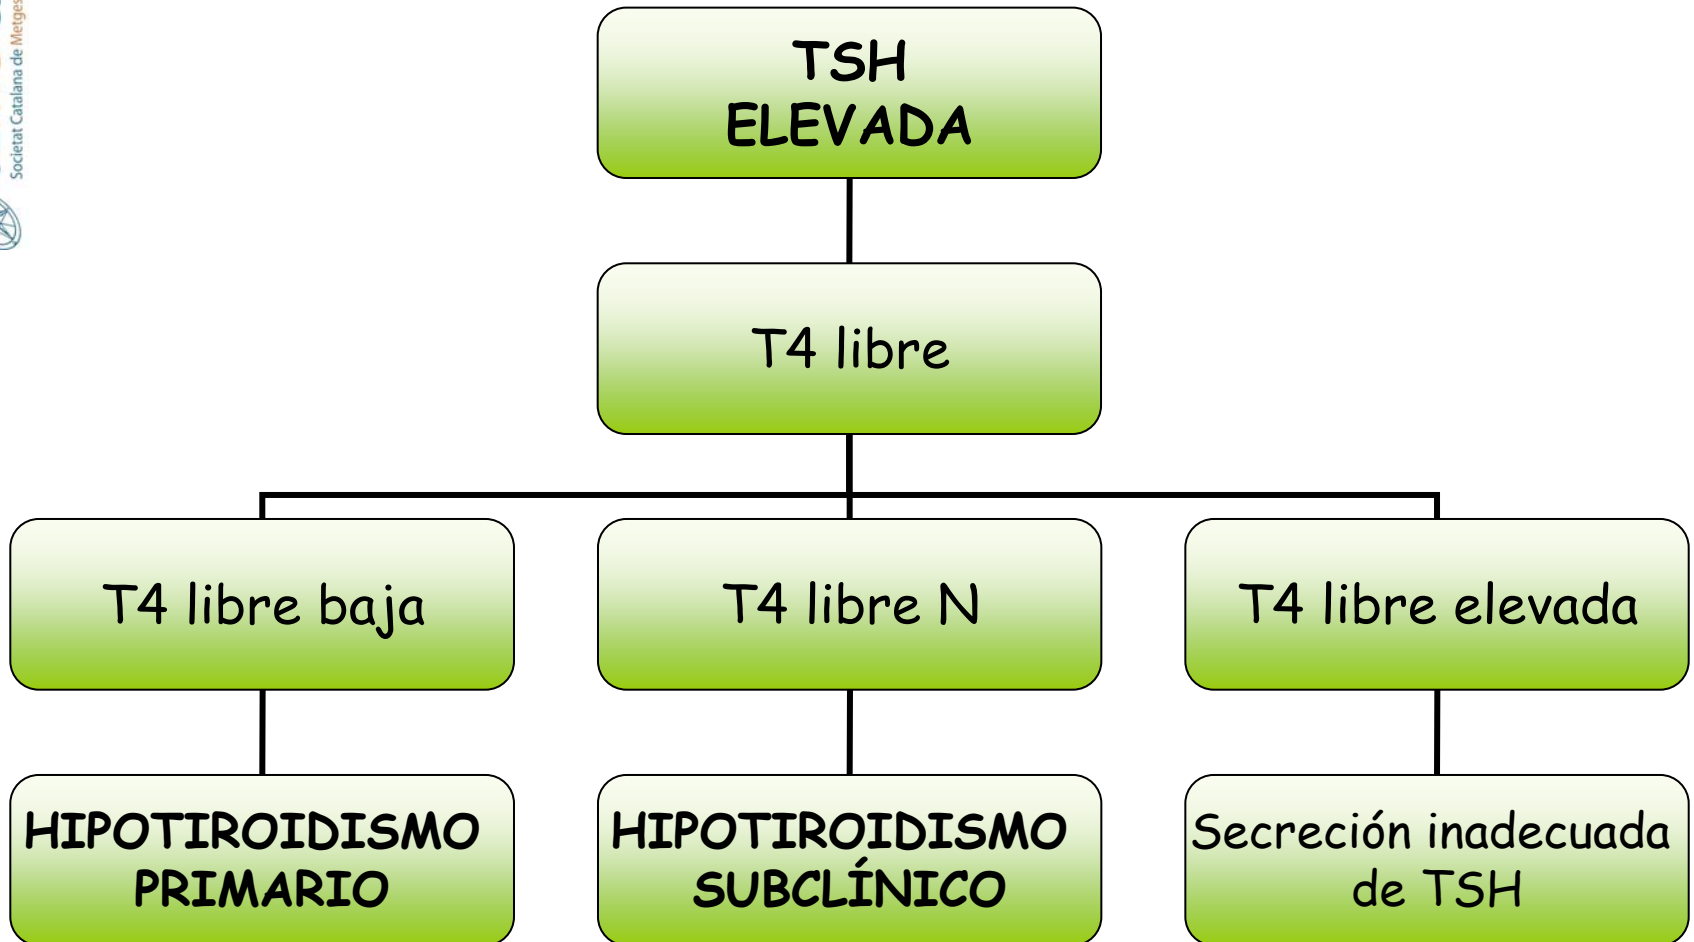 Societat Catalana de Metges
TSH
ELEVADA
T4 libre
T4 libre baja
T4 libre N
T4 libre elevada
HIPOTIROIDISMO
PRIMARIO
HIPOTIROIDISMO
SUBCLÍNICO
Secreción inadecuada
de TSH